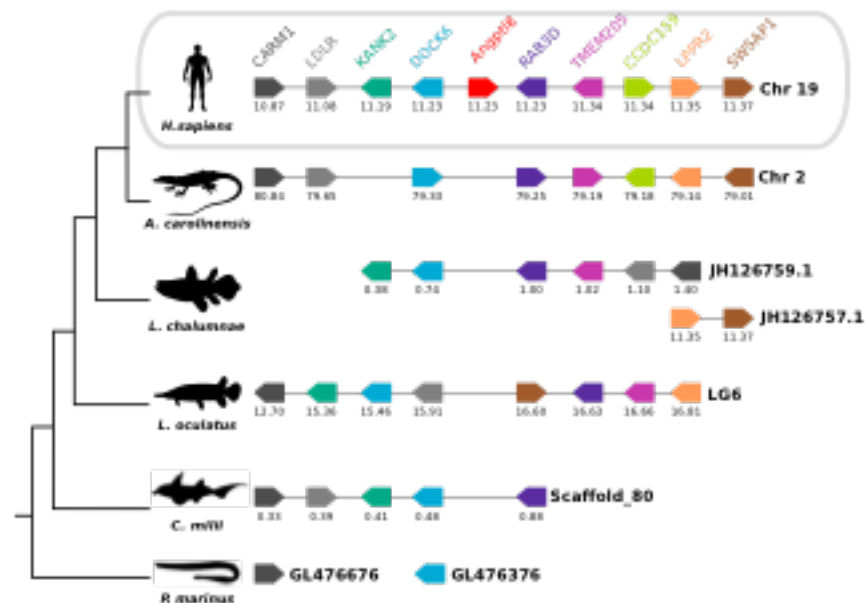 CARM1 LDLR KANK2 DOCK6 Angptl8 RAB3D TMEM205 CCDC159 LPPR2 SWSAP1
Chr 19
10.87 11.08 11.19 11.23 11.23 11.23 11.34 11.34 11.35 11.37
H.sapiens
Chr 2
80.84 79.65 79.33 79.25 79.19 79.18 79.14 79.01
A. carolinensis
JH126759.1
0.74 1.00 1.02 1.10 1.40
L. chalumnae
JH126757.1
11.35 11.37
LG6
12.70 15.36 15.46 15.91 16.60 16.63 16.66 16.81
L. oculatus
Scaffold_80
0.33 0.39 0.41 0.48 0.88
C. milii
GL476676 GL476376
P. marinus